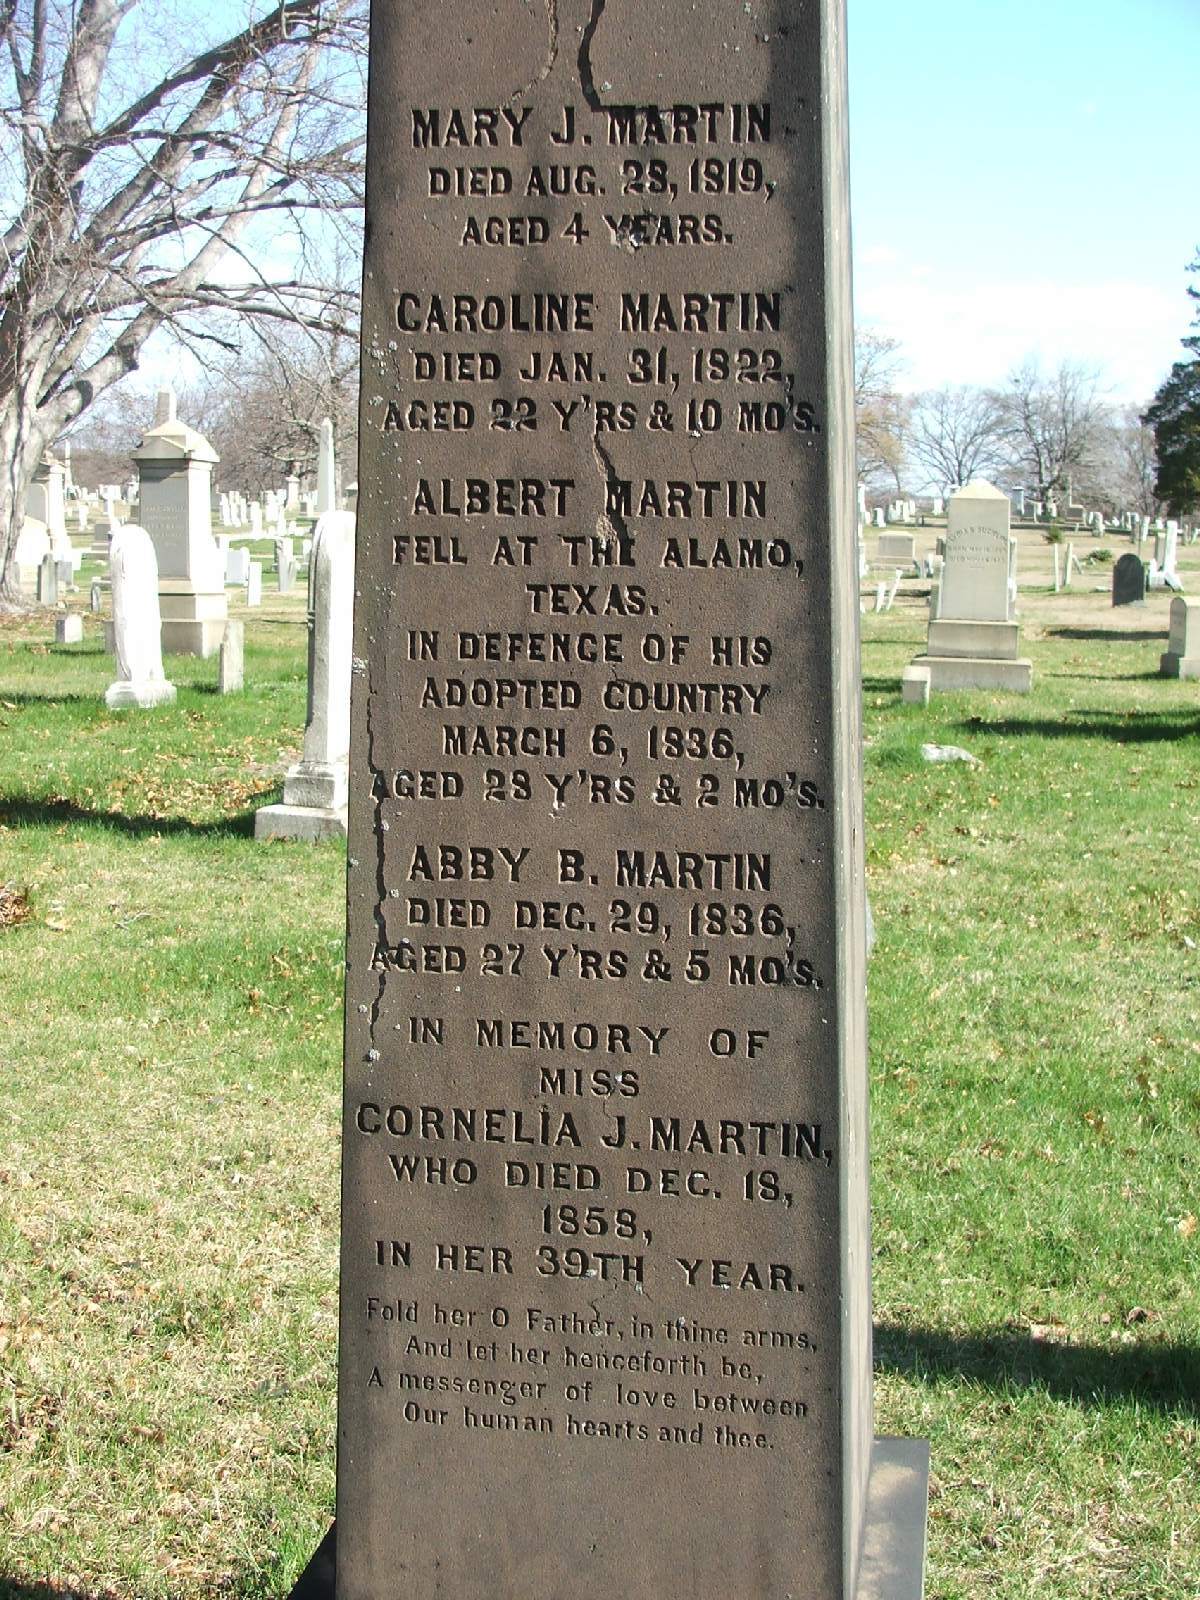 MARY J. MARTIN
DIED AUG. 28, 1819,
AGED 4 YEARS.
CAROLINE MARTIN
DIED JAN. 31, 1822,
AGED 22 Y'RS & 10 MO'S.
ALBERT MARTIN
FELL AT THE ALAMO,
TEXAS.
IN DEFENCE OF HIS
ADOPTED COUNTRY
MARCH 6, 1836,
AGED 28 Y'RS & 2 MO'S.
ABBY B. MARTIN
DIED DEC. 29, 1836,
AGED 27 Y'RS & 5 MO'S.
IN MEMORY OF
MISS
CORNELIA J. MARTIN,
WHO DIED DEC. 18,
1858,
IN HER 39TH YEAR.
Fold her O Father, in thine arms,
And let her henceforth be,
A messenger of love between
Our human hearts and thee.